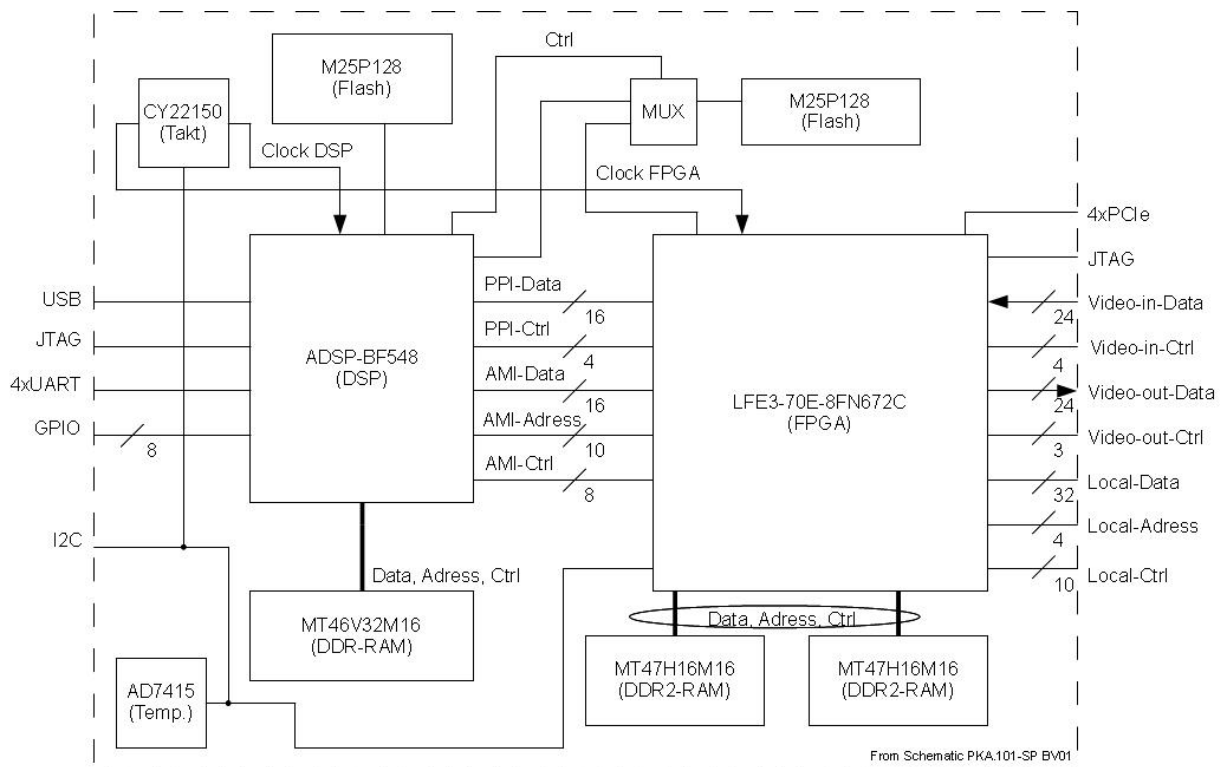 Ctrl
M25P128
(Flash)
CY22150
(Takt)
MUX
M25P128
(Flash)
Clock DSP
Clock FPGA
4xPCIe
JTAG
USB
PPI-Data
16
Video-in-Data
24
JTAG
PPI-Ctrl
4
Video-in-Ctrl
4
ADSP-BF548
(DSP)
4xUART
AMI-Data
16
LFE3-70E-8FN672C
(FPGA)
Video-out-Data
24
GPIO
8
AMI-Adress
10
Video-out-Ctrl
3
AMI-Ctrl
8
Local-Data
32
I2C
Local-Adress
4
Data, Adress, Ctrl
Local-Ctrl
10
MT46V32M16
(DDR-RAM)
Data, Adress, Ctrl
AD7415
(Temp.)
MT47H16M16
(DDR2-RAM)
MT47H16M16
(DDR2-RAM)
From Schematic PKA.101-SP BV01